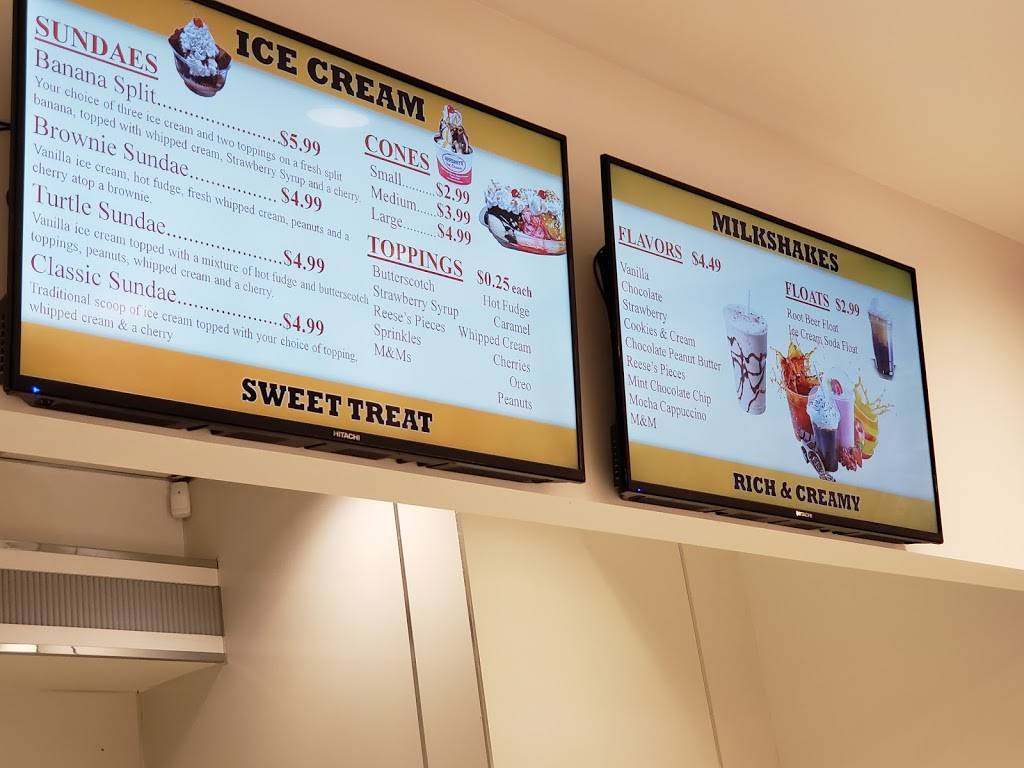 ICE CREAM
SUNDAES
Banana Split..................$5.99
Your choice of three ice cream and two toppings on a fresh split
banana, topped with whipped cream, Strawberry Syrup and a cherry.
Brownie Sundae..................$4.99
Vanilla ice cream, hot fudge, fresh whipped cream, peanuts and a
cherry atop a brownie.
Turtle Sundae..................$4.99
Vanilla ice cream topped with a mixture of hot fudge and butterscotch
toppings, peanuts, whipped cream and a cherry.
Classic Sundae..................$4.99
Traditional scoop of ice cream topped with your choice of topping,
whipped cream & a cherry
CONES
Small........$2.99
Medium......$3.99
Large........$4.99
TOPPINGS $0.25 each
Butterscotch
Strawberry Syrup
Reese's Pieces
Sprinkles
M&Ms
Hot Fudge
Caramel
Whipped Cream
Cherries
Oreo
Peanuts
SWEET TREAT
HITACHI
MILKSHAKES
FLAVORS $4.49
Vanilla
Chocolate
Strawberry
Cookies & Cream
Chocolate Peanut Butter
Reese's Pieces
Mint Chocolate Chip
Mocha Cappuccino
M&M
FLOATS $2.99
Root Beer Float
Ice Cream Soda Float
RICH & CREAMY
HITACHI